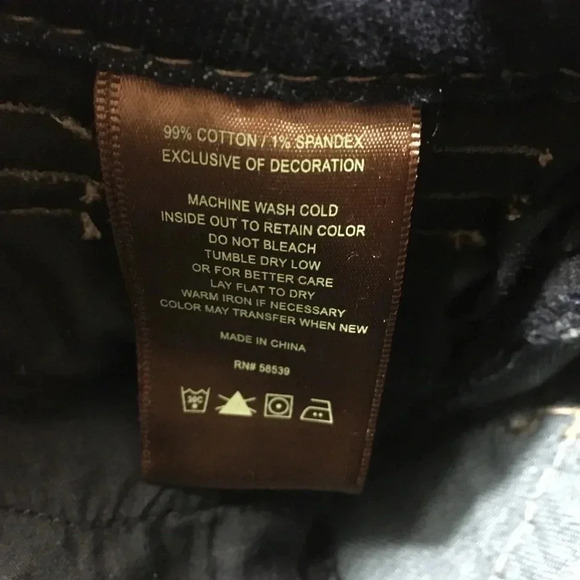 99% COTTON / 1% SPANDEX
EXCLUSIVE OF DECORATION
MACHINE WASH COLD
INSIDE OUT TO RETAIN COLOR
DO NOT BLEACH
TUMBLE DRY LOW
OR FOR BETTER CARE
LAY FLAT TO DRY
WARM IRON IF NECESSARY
COLOR MAY TRANSFER WHEN NEW
MADE IN CHINA
RN# 58539
30C